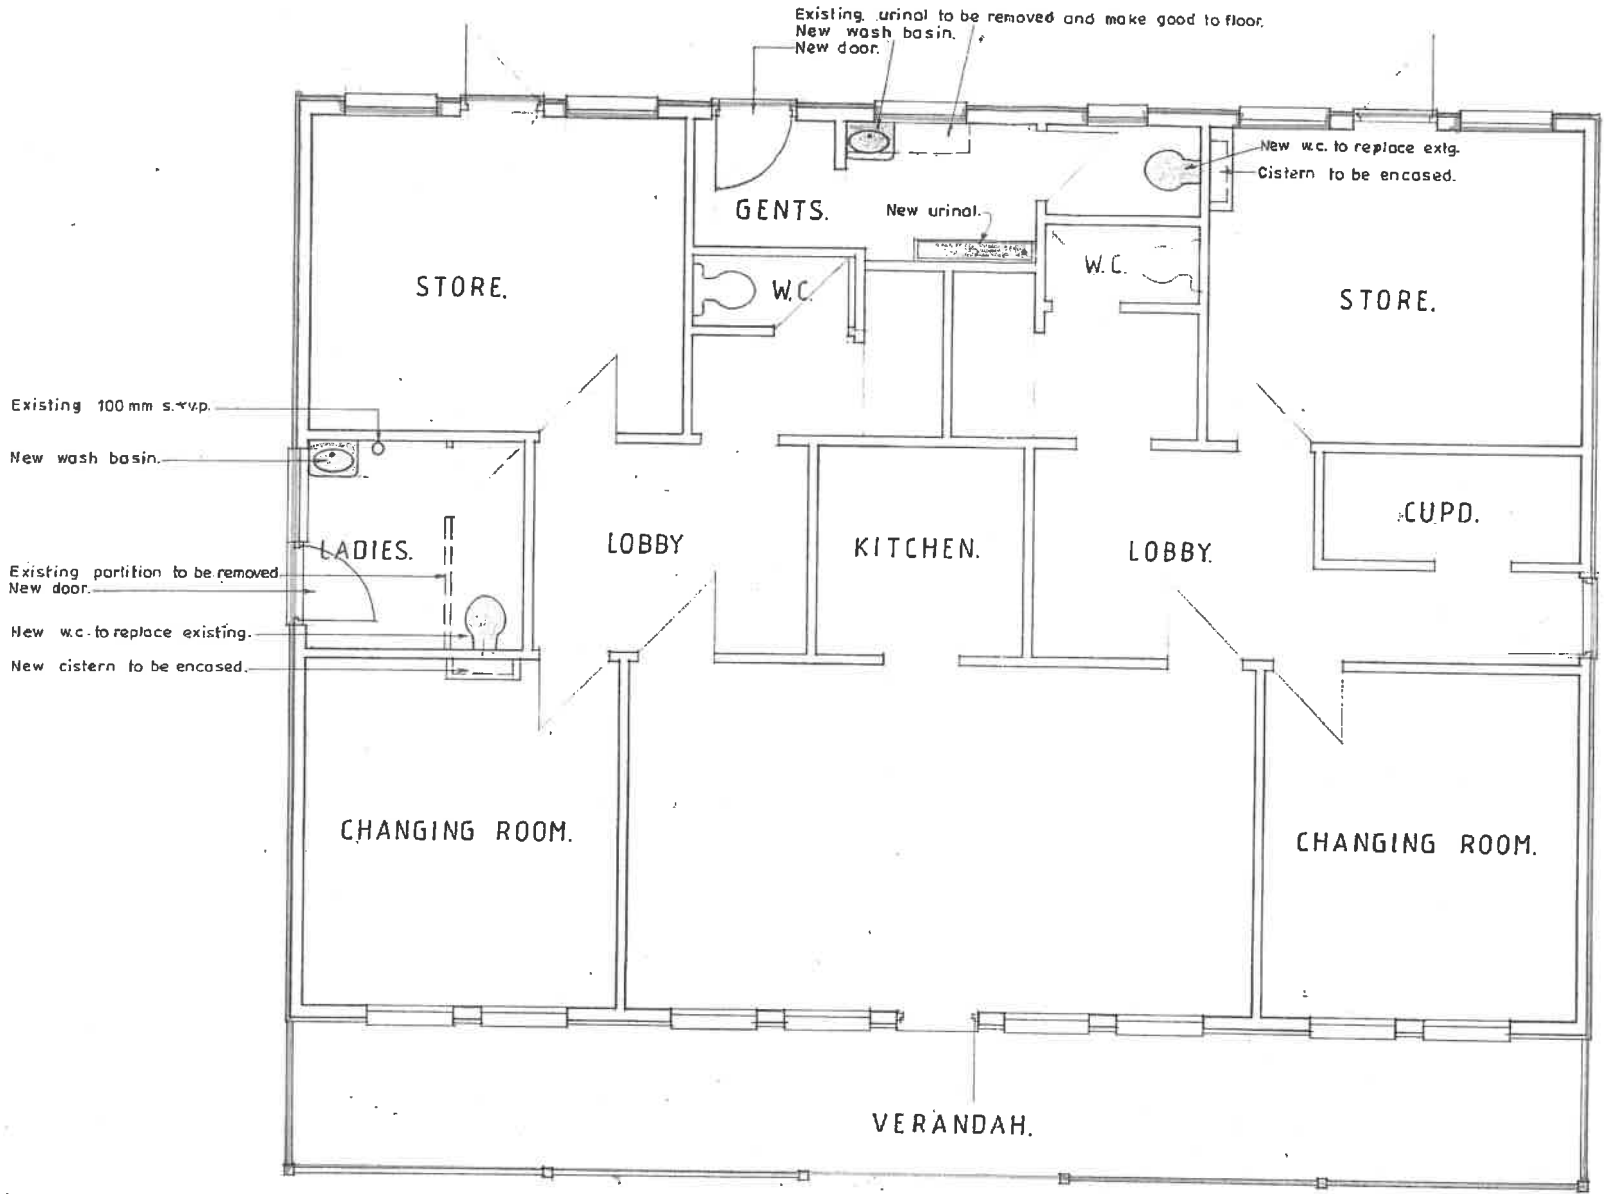 Existing urinal to be removed and make good to floor.
New wash basin.
New door.
New w.c. to replace extg.
Cistern to be encased.
GENTS.
New urinal.
W.C.
W.C.
STORE.
STORE.
Existing 100mm s.+v.p.
New wash basin.
CUPD.
LADIES.
LOBBY
KITCHEN.
LOBBY.
Existing partition to be removed
New door.
New w.c. to replace existing.
New cistern to be encased.
CHANGING ROOM.
CHANGING ROOM.
VERANDAH.